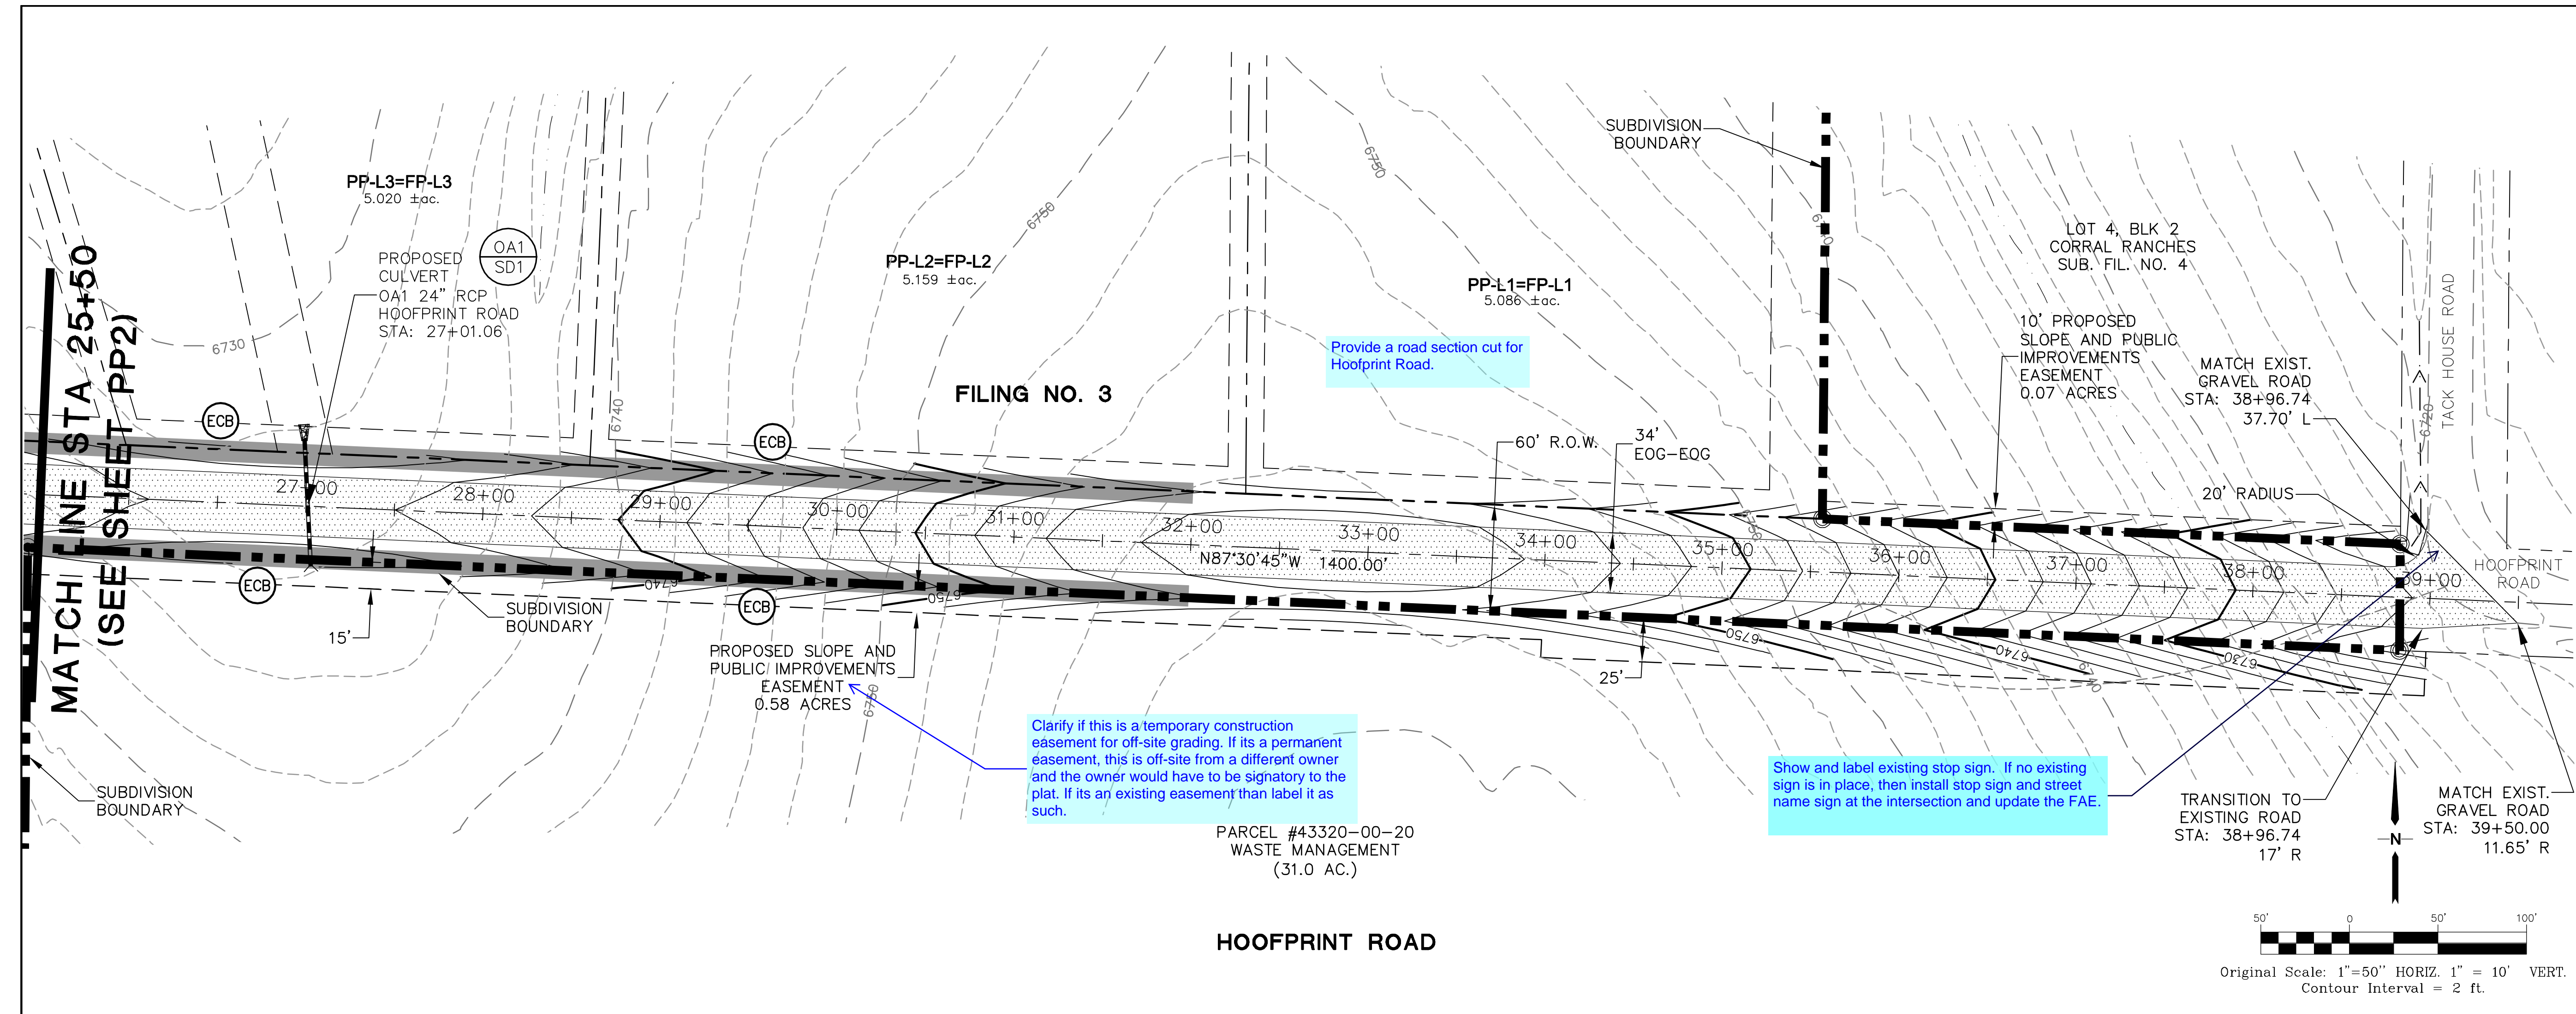 SUBDIVISION
BOUNDARY
6750
PP-L3=FP-L3
5.020 ±ac.
6750
6740
LOT 4, BLK 2
CORRAL RANCHES
SUB. FIL. NO. 4
OA1
SD1
PROPOSED
CULVERT
OA1 24" RCP
HOOFPRINT ROAD
STA: 27+01.06
PP-L2=FP-L2
5.159 ±ac.
PP-L1=FP-L1
5.086 ±ac.
MATCH LINE STA 25+50
(SEE SHEET PP2)
6730
Provide a road section cut for
Hoofprint Road.
10' PROPOSED
SLOPE AND PUBLIC
IMPROVEMENTS
EASEMENT
0.07 ACRES
MATCH EXIST.
GRAVEL ROAD
STA: 38+96.74
37.70' L
TACK HOUSE ROAD
6720
FILING NO. 3
6740
ECB
ECB
60' R.O.W.
34'
EOG-EOG
20' RADIUS
27+00
28+00
29+00
30+00
31+00
32+00
33+00
34+00
35+00
36+00
37+00
38+00
39+00
6750
N87°30'45"W 1400.00'
HOOFPRINT
ROAD
ECB
ECB
6740
6750
6750
6740
6730
SUBDIVISION
BOUNDARY
15'
25'
PROPOSED SLOPE AND
PUBLIC IMPROVEMENTS
EASEMENT
0.58 ACRES
6750
Clarify if this is a temporary construction
easement for off-site grading. If its a permanent
easement, this is off-site from a different owner
and the owner would have to be signatory to the
plat. If its an existing easement than label it as
such.
Show and label existing stop sign. If no existing
sign is in place, then install stop sign and street
name sign at the intersection and update the FAE.
SUBDIVISION
BOUNDARY
PARCEL #43320-00-20
WASTE MANAGEMENT
(31.0 AC.)
TRANSITION TO
EXISTING ROAD
STA: 38+96.74
17' R
N
MATCH EXIST.
GRAVEL ROAD
STA: 39+50.00
11.65' R
HOOFPRINT ROAD
50' 0 50' 100'
Original Scale: 1"=50" HORIZ. 1" = 10' VERT.
Contour Interval = 2 ft.